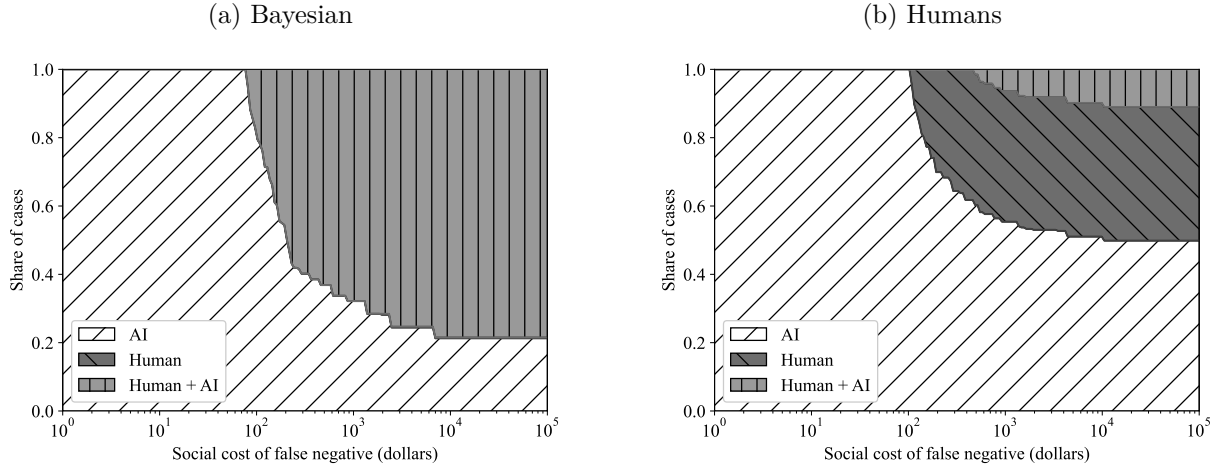 (a) Bayesian
1.0
0.8
0.6
0.4
0.2
0.0
Share of cases
AI
Human
Human + AI
10^0
10^1
10^2
10^3
10^4
10^5
Social cost of false negative (dollars)
(b) Humans
1.0
0.8
0.6
0.4
0.2
0.0
Share of cases
AI
Human
Human + AI
10^0
10^1
10^2
10^3
10^4
10^5
Social cost of false negative (dollars)